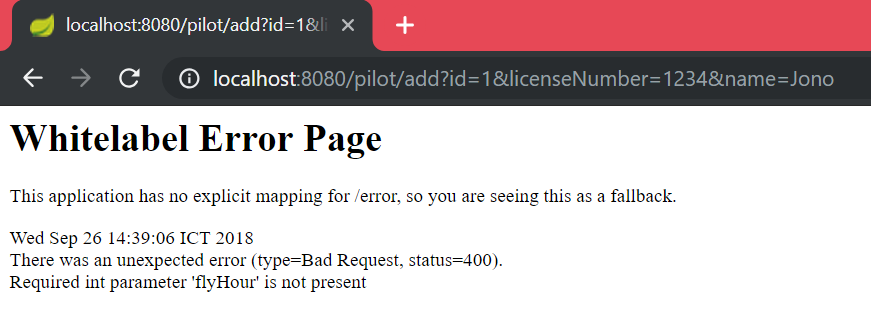 localhost:8080/pilot/add?id=1&li
localhost:8080/pilot/add?id=1&licenseNumber=1234&name=Jono
Whitelabel Error Page
This application has no explicit mapping for /error, so you are seeing this as a fallback.
Wed Sep 26 14:39:06 ICT 2018
There was an unexpected error (type=Bad Request, status=400).
Required int parameter 'flyHour' is not present